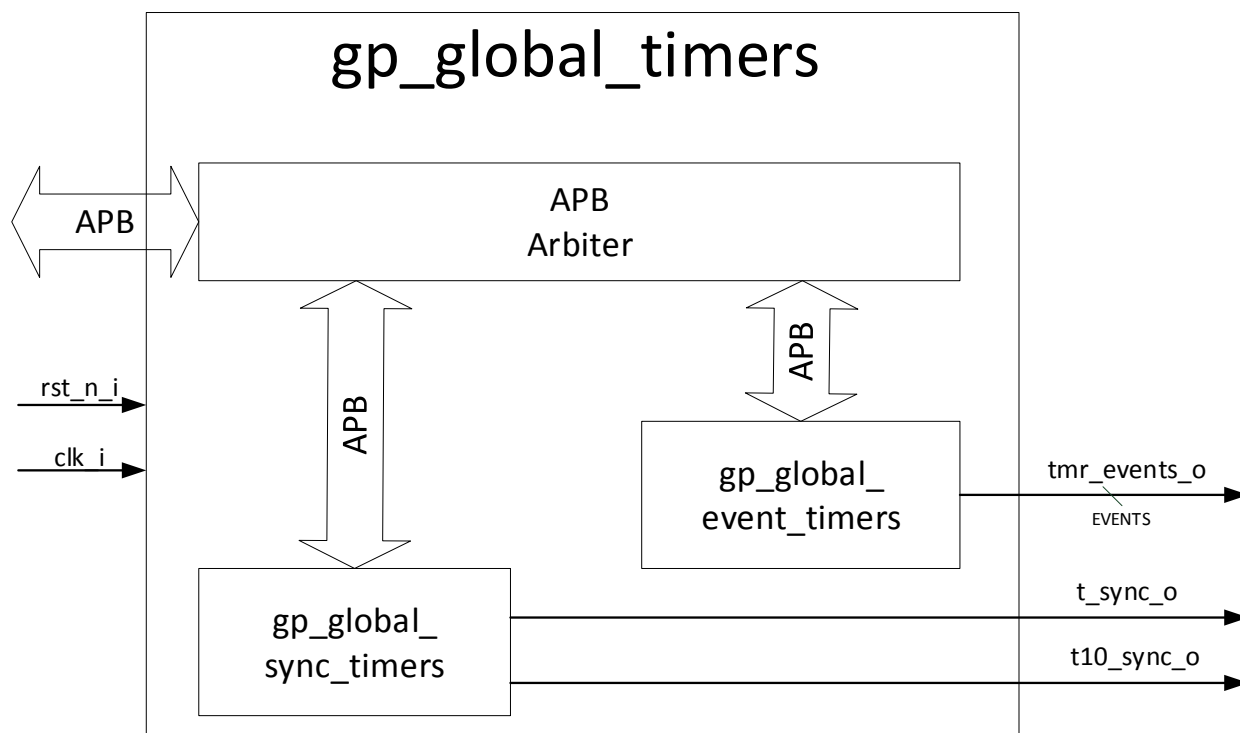 gp_global_timers
APB
APB
Arbiter
APB
APB
rst_n_i
clk_i
gp_global_
event_timers
tmr_events_o
EVENTS
gp_global_
sync_timers
t_sync_o
t10_sync_o